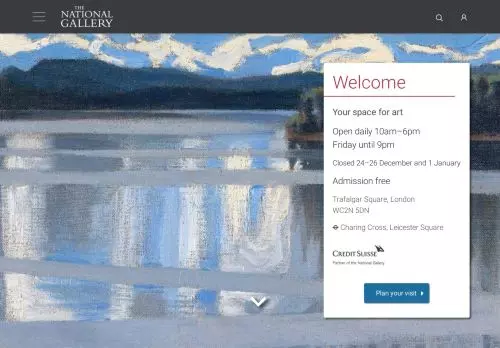 THE
NATIONAL
GALLERY
Welcome
Your space for art
Open daily 10am–6pm
Friday until 9pm
Closed 24–26 December and 1 January
Admission free
Trafalgar Square, London
WC2N 5DN
Charing Cross, Leicester Square
CREDIT SUISSE
Partner of the National Gallery
Plan your visit